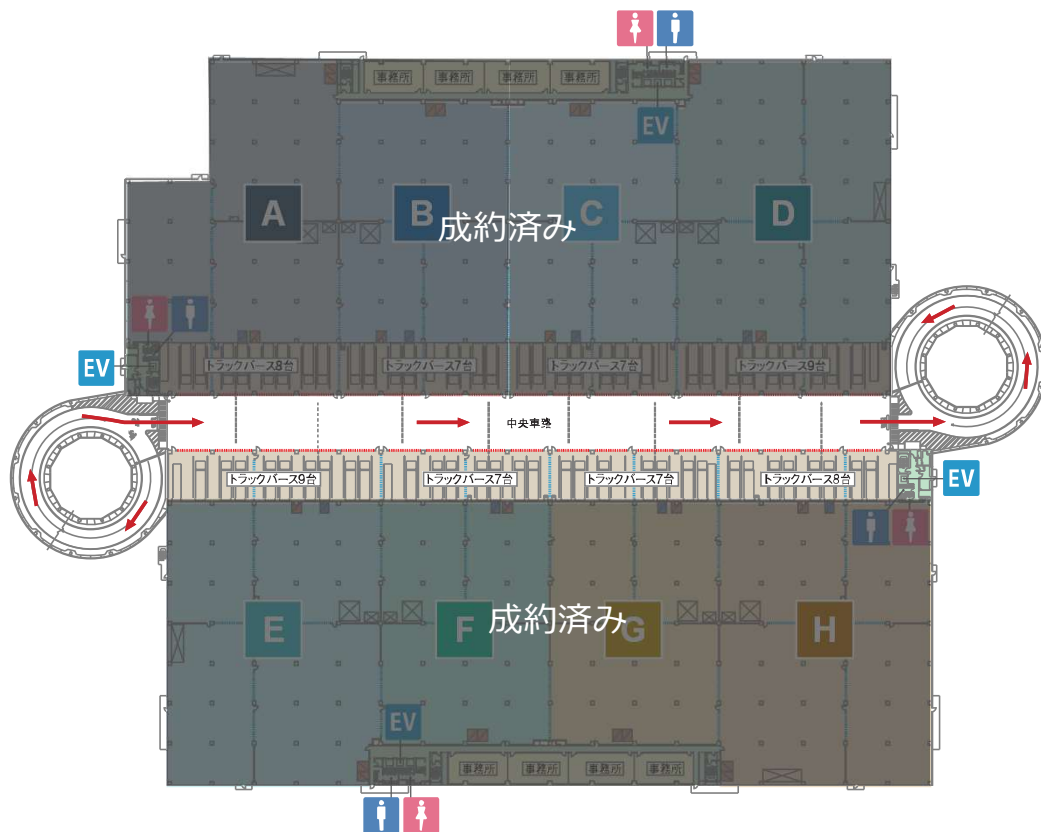 事務所 事務所 事務所 事務所
EV
A B C D
成約済み
EV
トラックバース8台 トラックバース7台 トラックバース7台 トラックバース9台
中央車路
トラックバース9台 トラックバース7台 トラックバース7台 トラックバース8台
EV
E F G H
成約済み
EV
事務所 事務所 事務所 事務所